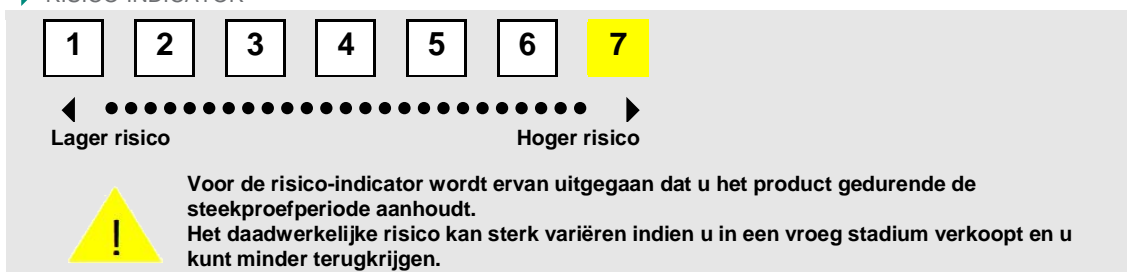 RISICO-INDICATOR
1 2 3 4 5 6 7
Lager risico Hoger risico
Voor de risico-indicator wordt ervan uitgegaan dat u het product gedurende de
steekproefperiode aanhoudt.
Het daadwerkelijke risico kan sterk variëren indien u in een vroeg stadium verkoopt en u
kunt minder terugkrijgen.